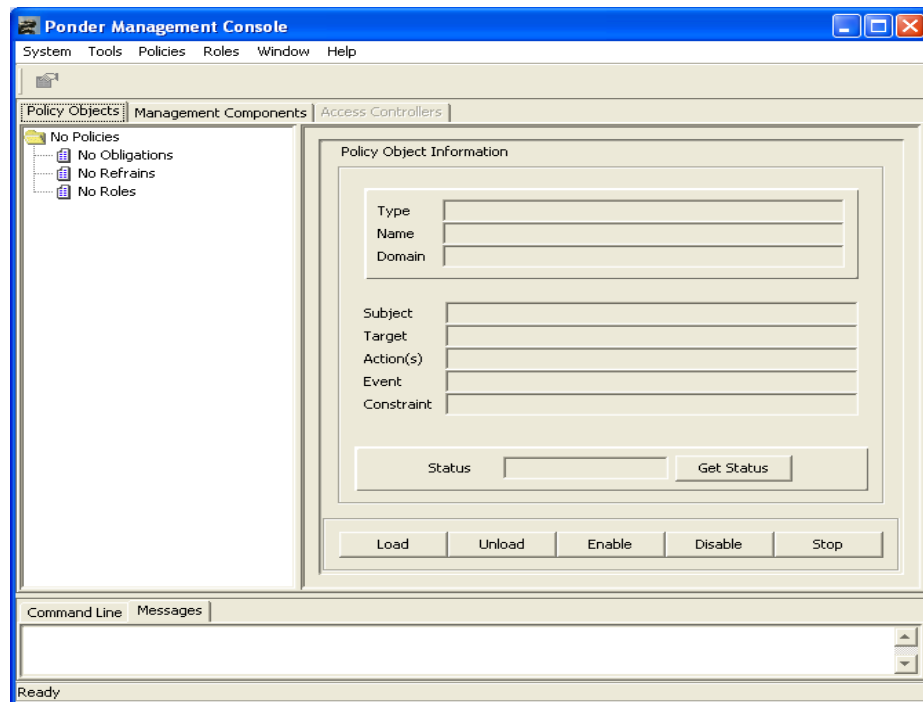 Ponder Management Console
System Tools Policies Roles Window Help
Policy Objects Management Components Access Controllers
No Policies
No Obligations
No Refrains
No Roles
Policy Object Information
Type
Name
Domain
Subject
Target
Action(s)
Event
Constraint
Status Get Status
Load Unload Enable Disable Stop
Command Line Messages
Ready